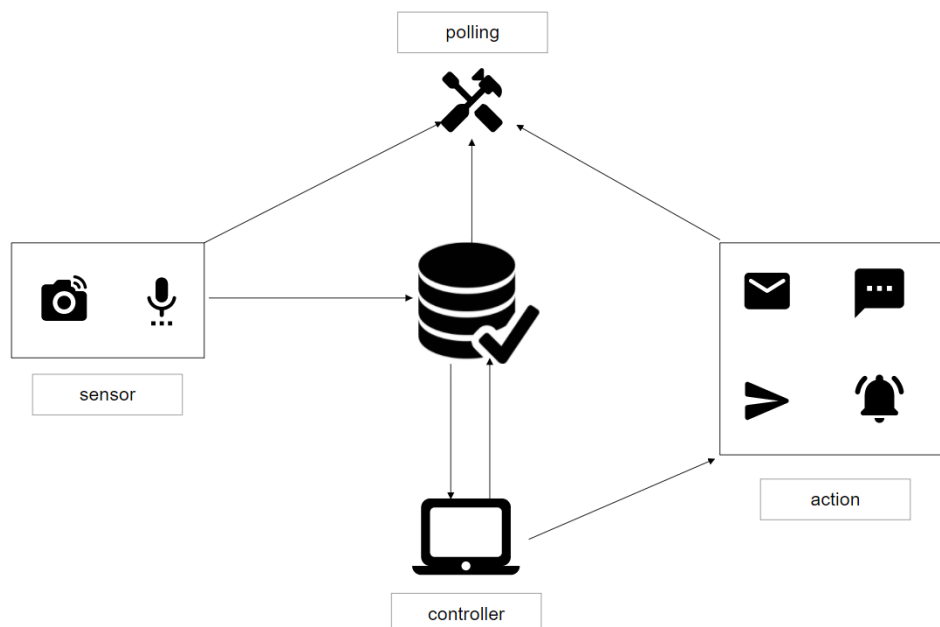 polling
sensor
action
controller